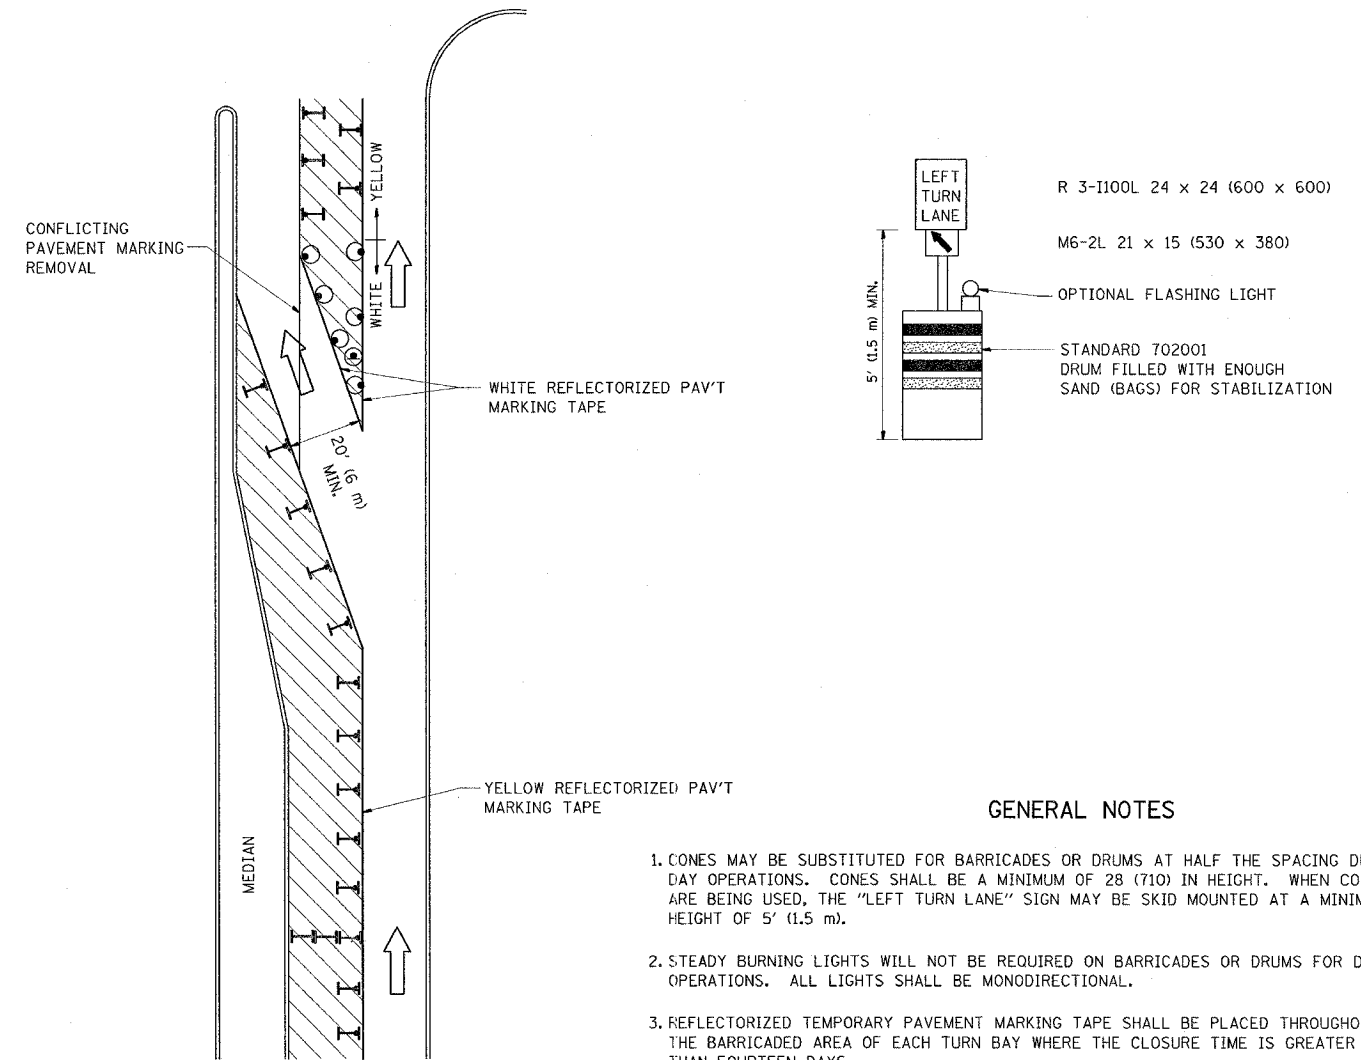 CONFLICTING
PAVEMENT MARKING
REMOVAL
YELLOW
WHITE
WHITE REFLECTORIZED PAV'T
MARKING TAPE
20' (6 m)
MIN.
YELLOW REFLECTORIZED PAV'T
MARKING TAPE
MEDIAN
LEFT
TURN
LANE
5' (1.5 m) MIN.
R 3-I100L 24 x 24 (600 x 600)
M6-2L 21 x 15 (530 x 380)
OPTIONAL FLASHING LIGHT
STANDARD 702001
DRUM FILLED WITH ENOUGH
SAND (BAGS) FOR STABILIZATION
GENERAL NOTES
1. CONES MAY BE SUBSTITUTED FOR BARRICADES OR DRUMS AT HALF THE SPACING
DAY OPERATIONS. CONES SHALL BE A MINIMUM OF 28 (710) IN HEIGHT. WHEN
ARE BEING USED, THE "LEFT TURN LANE" SIGN MAY BE SKID MOUNTED AT A
HEIGHT OF 5' (1.5 m).
2. STEADY BURNING LIGHTS WILL NOT BE REQUIRED ON BARRICADES OR DRUMS FOR
OPERATIONS. ALL LIGHTS SHALL BE MONODIRECTIONAL.
3. REFLECTORIZED TEMPORARY PAVEMENT MARKING TAPE SHALL BE PLACED
THE BARRICADED AREA OF EACH TURN BAY WHERE THE CLOSURE TIME IS GREATER
THAN FOURTEEN DAYS